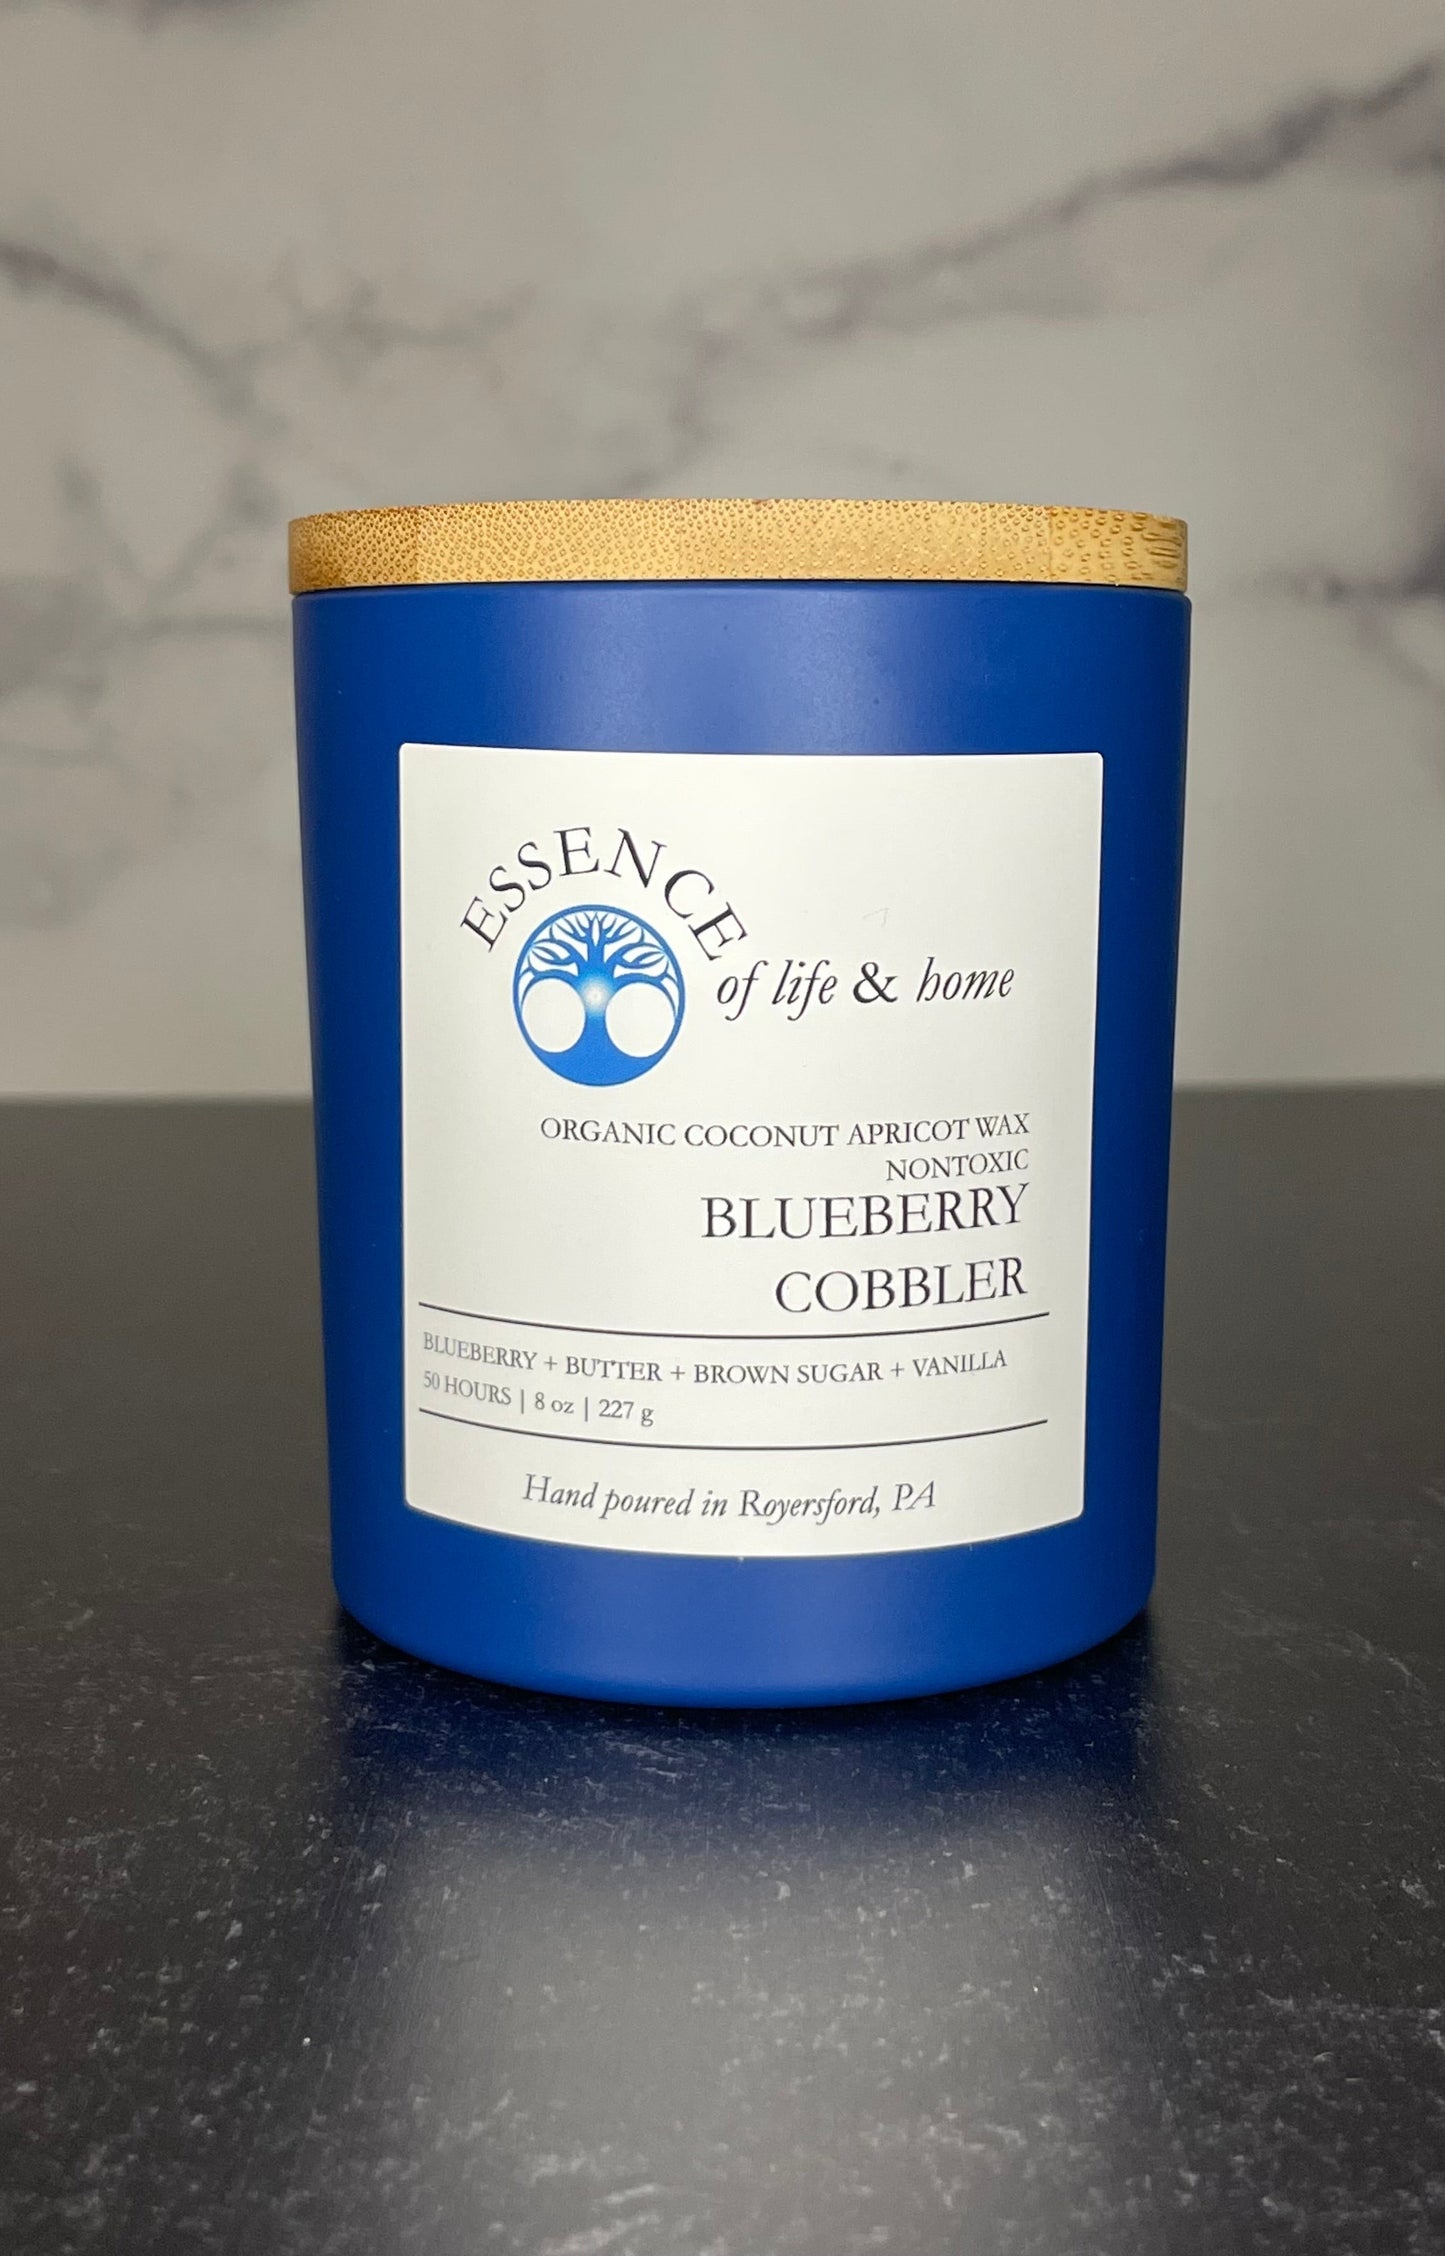 ESSENCE
of life & home
ORGANIC COCONUT APRICOT WAX
NONTOXIC
BLUEBERRY
COBBLER
BLUEBERRY + BUTTER + BROWN SUGAR + VANILLA
50 HOURS | 8 oz | 227 g
Hand poured in Royersford, PA